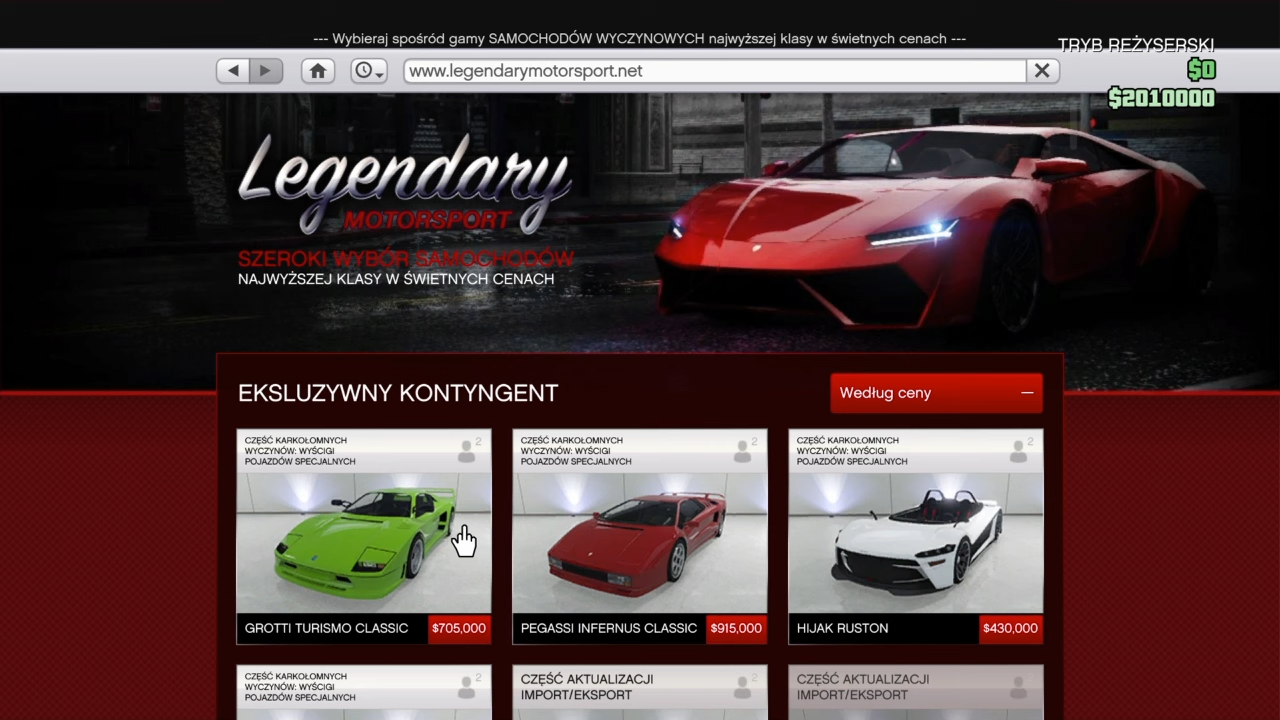 --- Wybieraj spośród gamy SAMOCHODÓW WYCZYNOWYCH najwyższej klasy w świetnych cenach ---
TRYB REŻYSERSKI
$0
$2010000
www.legendarymotorsport.net
Legendary
MOTORSPORT
SZEROKI WYBÓR SAMOCHODÓW
NAJWYŻSZEJ KLASY W ŚWIETNYCH CENACH
EKSLUZYWNY KONTYNGENT
Według ceny
CZĘŚĆ KARKOŁOMNYCH
WYCZYNÓW: WYŚCIGI
POJAZDÓW SPECJALNYCH
2
GROTTI TURISMO CLASSIC
$705,000
CZĘŚĆ KARKOŁOMNYCH
WYCZYNÓW: WYŚCIGI
POJAZDÓW SPECJALNYCH
2
PEGASSI INFERNUS CLASSIC
$915,000
CZĘŚĆ KARKOŁOMNYCH
WYCZYNÓW: WYŚCIGI
POJAZDÓW SPECJALNYCH
2
HIJAK RUSTON
$430,000
CZĘŚĆ KARKOŁOMNYCH
WYCZYNÓW: WYŚCIGI
POJAZDÓW SPECJALNYCH
2
CZĘŚĆ AKTUALIZACJI
IMPORT/EKSPORT
2
CZĘŚĆ AKTUALIZACJI
IMPORT/EKSPORT